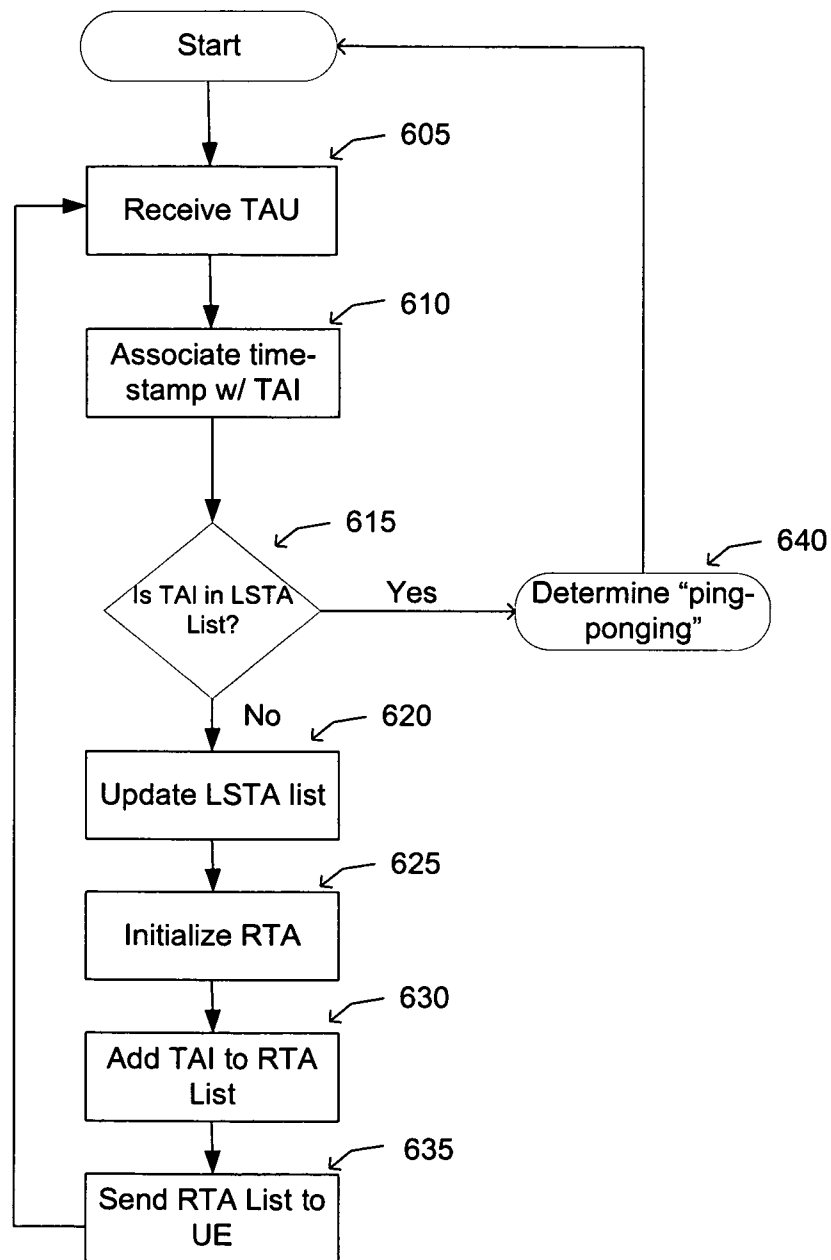 Start
605
Receive TAU
610
Associate time-
stamp w/ TAI
615
Is TAI in LSTA
List?
Yes
640
Determine “ping-
ponging”
No
620
Update LSTA list
625
Initialize RTA
630
Add TAI to RTA
List
635
Send RTA List to
UE